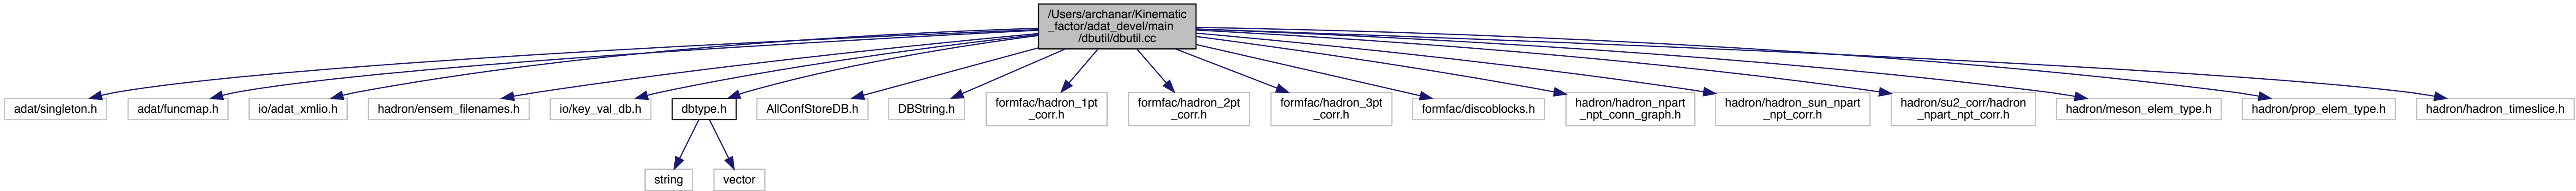 /Users/archanar/Kinematic
_factor/adat_devel/main
/dbutil/dbutil.cc
adat/singleton.h
adat/funcmap.h
io/adat_xmlio.h
hadron/ensem_filenames.h
io/key_val_db.h
dbtype.h
AllConfStoreDB.h
DBString.h
formfac/hadron_1pt
_corr.h
formfac/hadron_2pt
_corr.h
formfac/hadron_3pt
_corr.h
formfac/discoblocks.h
hadron/hadron_npart
_npt_conn_graph.h
hadron/hadron_sun_npart
_npt_corr.h
hadron/su2_corr/hadron
_npart_npt_corr.h
hadron/meson_elem_type.h
hadron/prop_elem_type.h
hadron/hadron_timeslice.h
string
vector